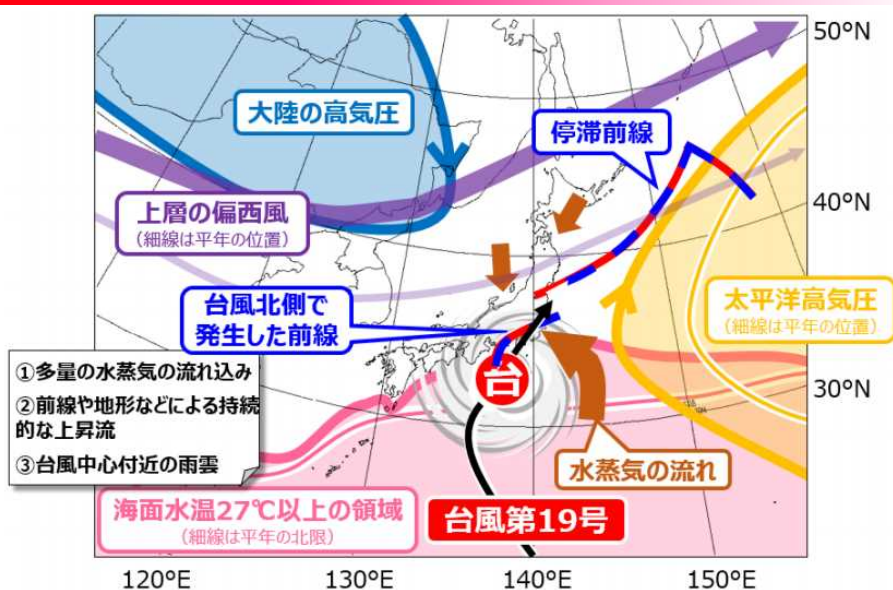 50°N
大陸の高気圧
停滞前線
上層の偏西風
(細線は平年の位置)
40°N
台風北側で
発生した前線
太平洋高気圧
(細線は平年の位置)
①多量の水蒸気の流れ込み
②前線や地形などによる持続
的な上昇流
③台風中心付近の雨雲
台
30°N
水蒸気の流れ
海面水温27℃以上の領域
(細線は平年の北限)
台風第19号
120°E
130°E
140°E
150°E